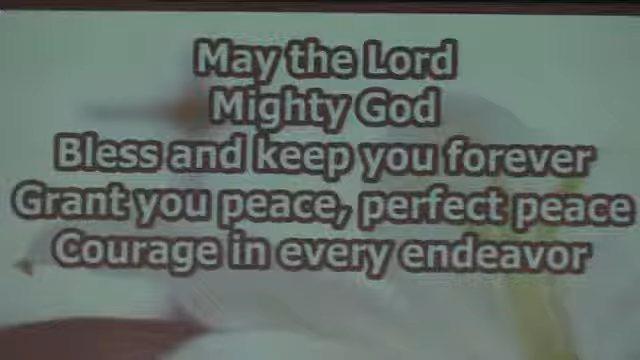 May the Lord
Mighty God
Bless and keep you forever
Grant you peace, perfect peace
Courage in every endeavor